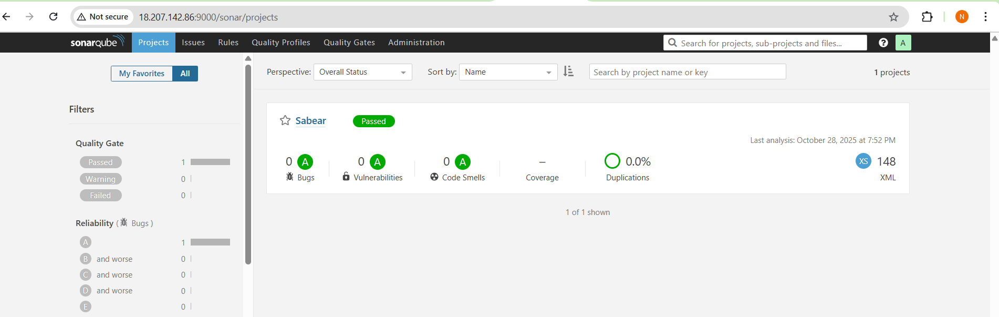 Not secure 18.207.142.86:9000/sonar/projects N
sonarqube Projects Issues Rules Quality Profiles Quality Gates Administration Search for projects, sub-projects and files... ? A
My Favorites All
Perspective: Overall Status Sort by: Name Search by project name or key 1 projects
Filters
Quality Gate
Passed 1
Warning 0
Failed 0
Reliability ( Bugs )
A 1
B and worse 0
C and worse 0
D and worse 0
E 0
Sabear Passed
Last analysis: October 28, 2025 at 7:52 PM
0 A 0 A 0 A – 0.0% XS 148
Bugs Vulnerabilities Code Smells Coverage Duplications XML
1 of 1 shown